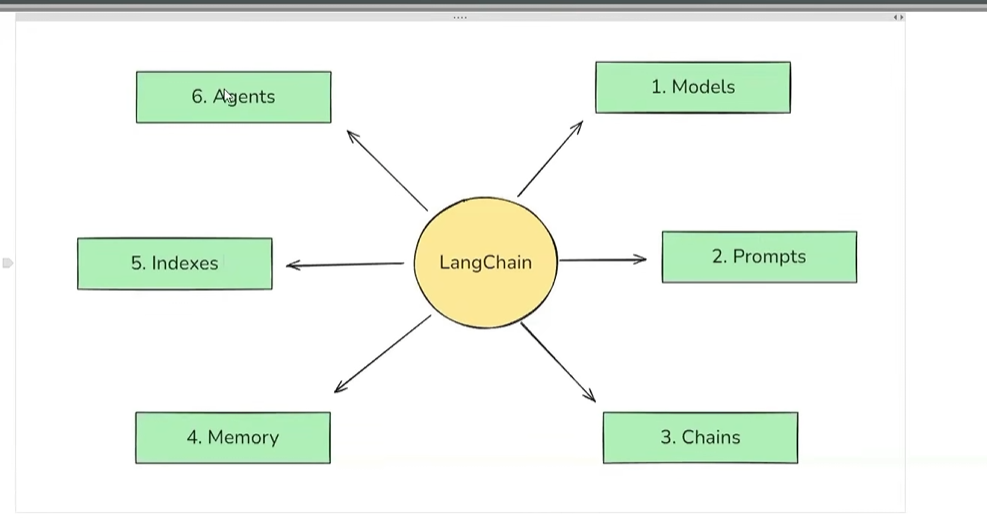 6. Agents
1. Models
5. Indexes
LangChain
2. Prompts
4. Memory
3. Chains